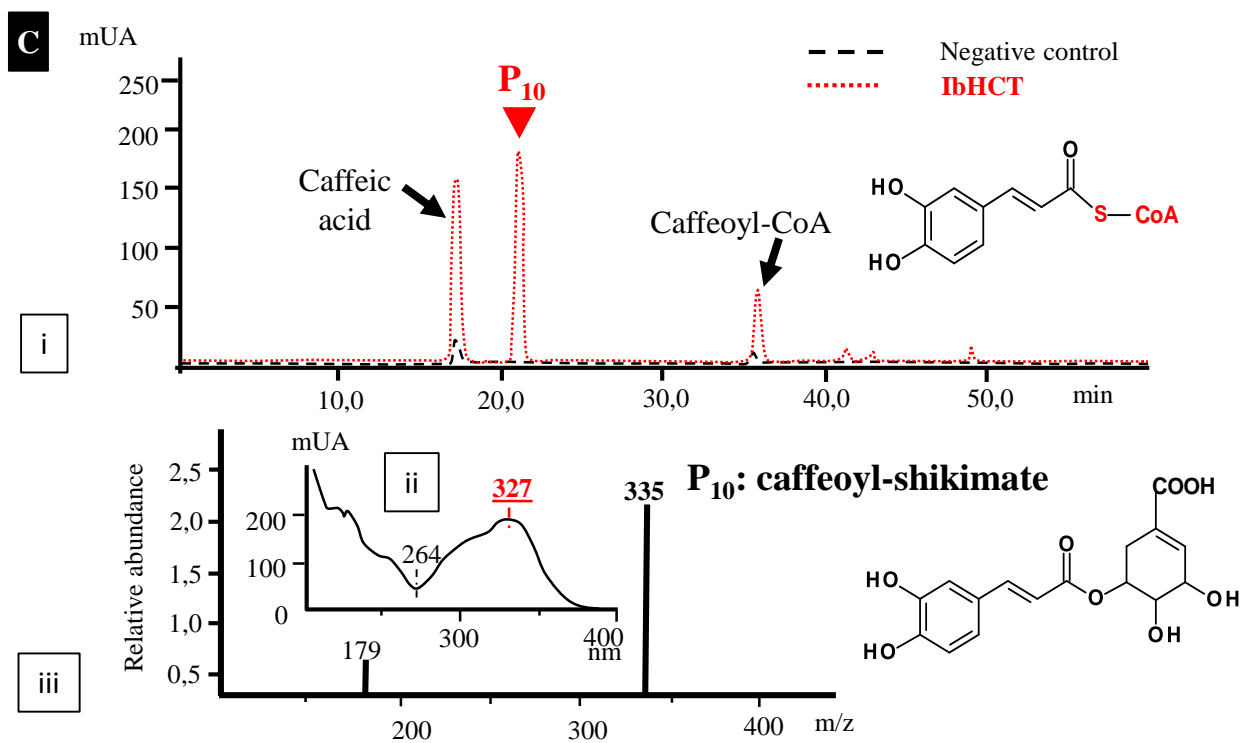 C
mUA
Negative control
IbHCT
250
200
150
100
50
P10
Caffeic
acid
Caffeoyl-CoA
O
HO
HO
S
CoA
i
10,0
20,0
30,0
40,0
50,0
min
Relative abundance
2,5
2,0
1,5
1,0
0,5
mUA
ii
200
100
0
264
327
300
400
nm
179
335
P10: caffeoyl-shikimate
COOH
O
HO
HO
O
OH
OH
iii
200
300
400
m/z